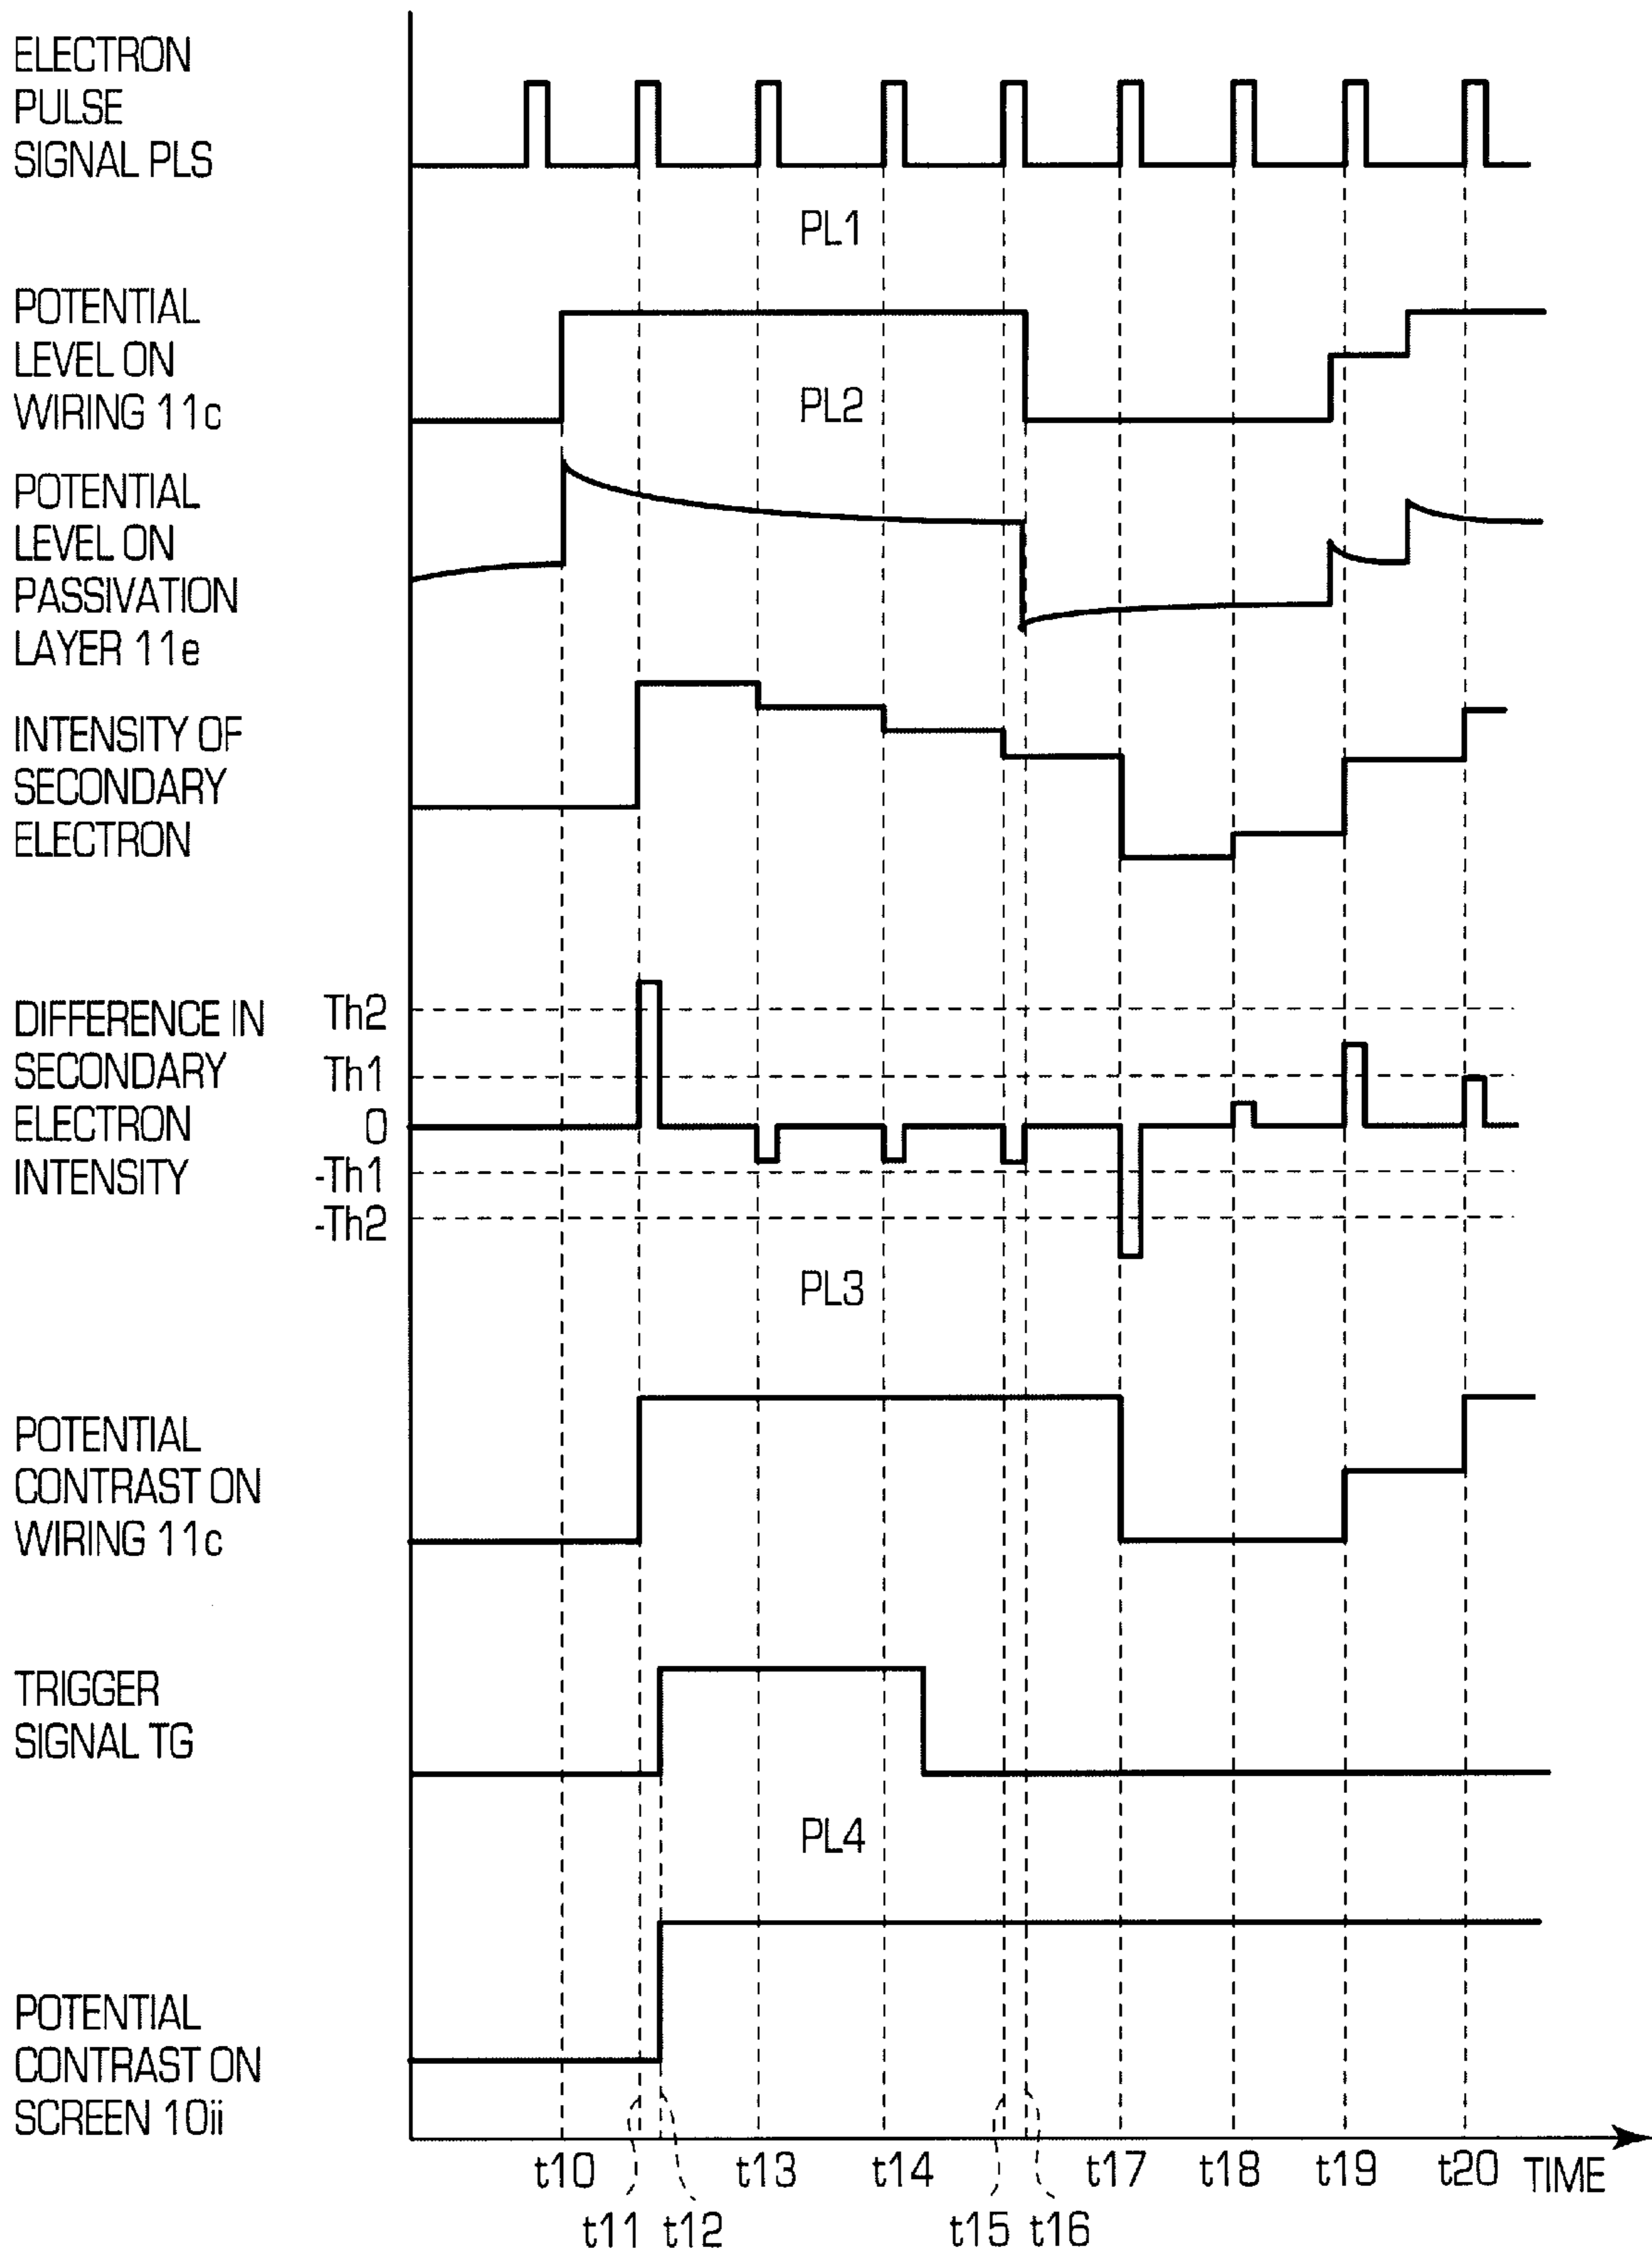 ELECTRON
PULSE
SIGNAL PLS
PL1
POTENTIAL
LEVEL ON
WIRING 11c
PL2
POTENTIAL
LEVEL ON
PASSIVATION
LAYER 11e
INTENSITY OF
SECONDARY
ELECTRON
DIFFERENCE IN
SECONDARY
ELECTRON
INTENSITY
Th2
Th1
0
-Th1
-Th2
PL3
POTENTIAL
CONTRAST ON
WIRING 11c
TRIGGER
SIGNAL TG
PL4
POTENTIAL
CONTRAST ON
SCREEN 10ii
t10 t13 t14 t17 t18 t19 t20 TIME
t11 t12 t15 t16